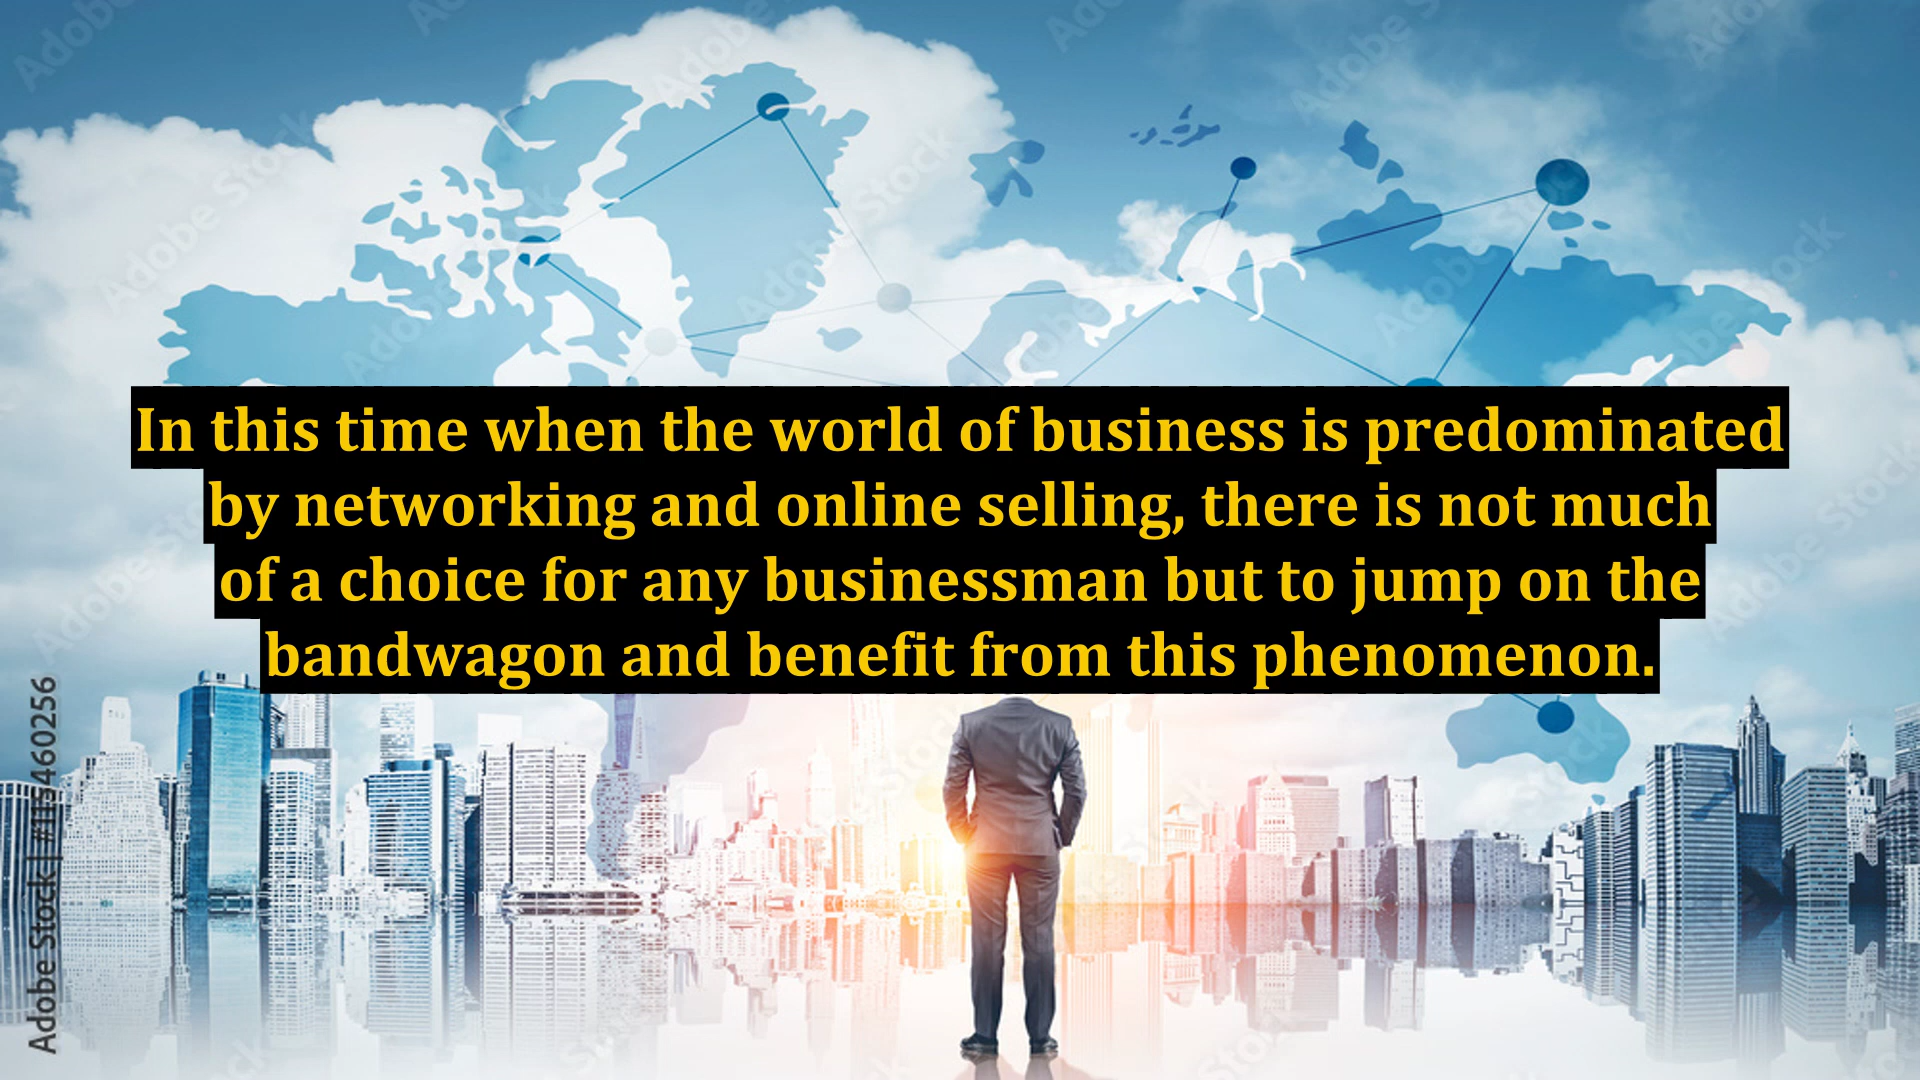 In this time when the world of business is predominated
by networking and online selling, there is not much
of a choice for any businessman but to jump on the
bandwagon and benefit from this phenomenon.
Adobe Stock | #115460256